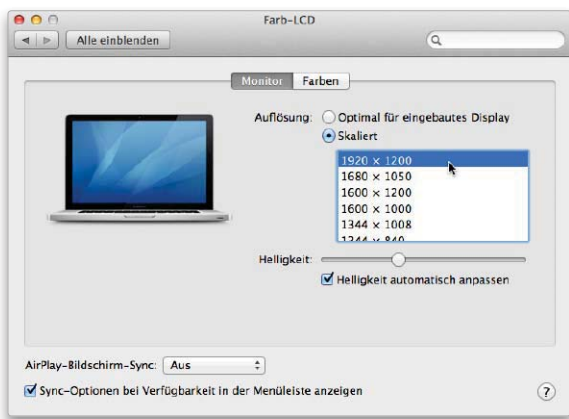 Farb-LCD
Alle einblenden
Monitor Farben
Auflösung: Optimal für eingebautes Display
Skaliert
1920 × 1200
1680 × 1050
1600 × 1200
1600 × 1000
1344 × 1008
1344 × 840
Helligkeit:
Helligkeit automatisch anpassen
AirPlay-Bildschirm-Sync: Aus
Sync-Optionen bei Verfügbarkeit in der Menüleiste anzeigen
?